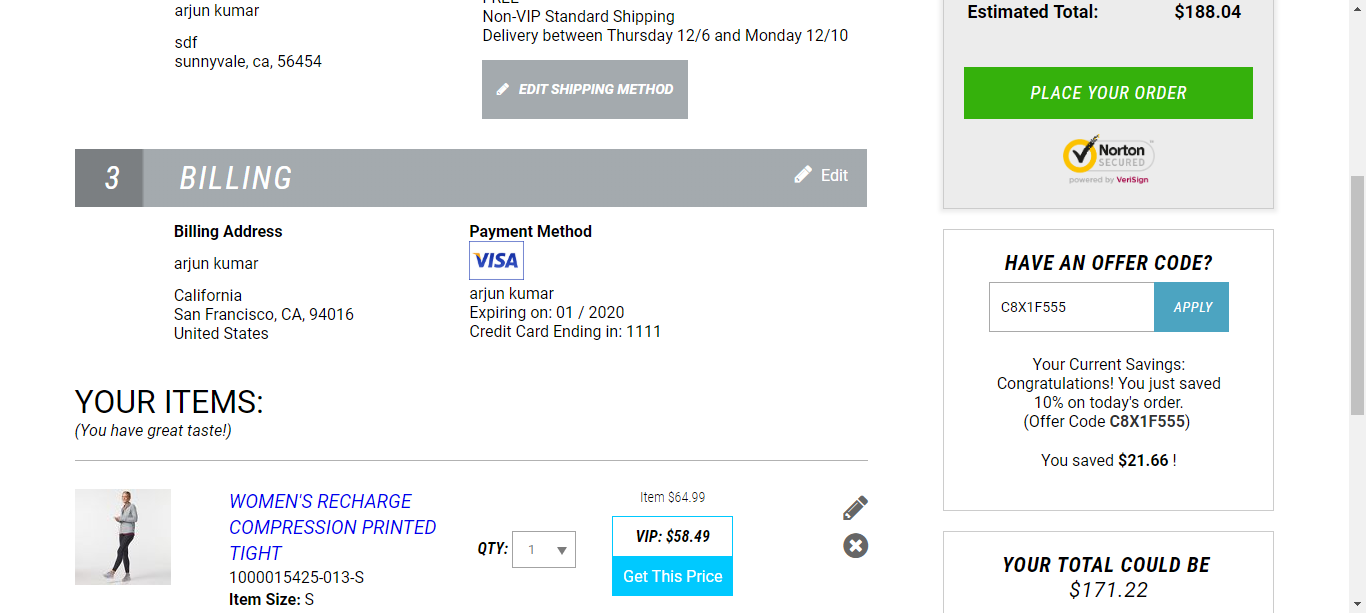 arjun kumar
sdf
sunnyvale, ca, 56454
Non-VIP Standard Shipping
Delivery between Thursday 12/6 and Monday 12/10
EDIT SHIPPING METHOD
Estimated Total: $188.04
PLACE YOUR ORDER
Norton
SECURED
powered by VeriSign
3 BILLING Edit
Billing Address
arjun kumar
California
San Francisco, CA, 94016
United States
Payment Method
VISA
arjun kumar
Expiring on: 01 / 2020
Credit Card Ending in: 1111
HAVE AN OFFER CODE?
C8X1F555 APPLY
Your Current Savings:
Congratulations! You just saved
10% on today's order.
(Offer Code C8X1F555)
You saved $21.66 !
YOUR ITEMS:
(You have great taste!)
WOMEN'S RECHARGE
COMPRESSION PRINTED
TIGHT
1000015425-013-S
Item Size: S
QTY: 1
Item $64.99
VIP: $58.49
Get This Price
YOUR TOTAL COULD BE
$171.22